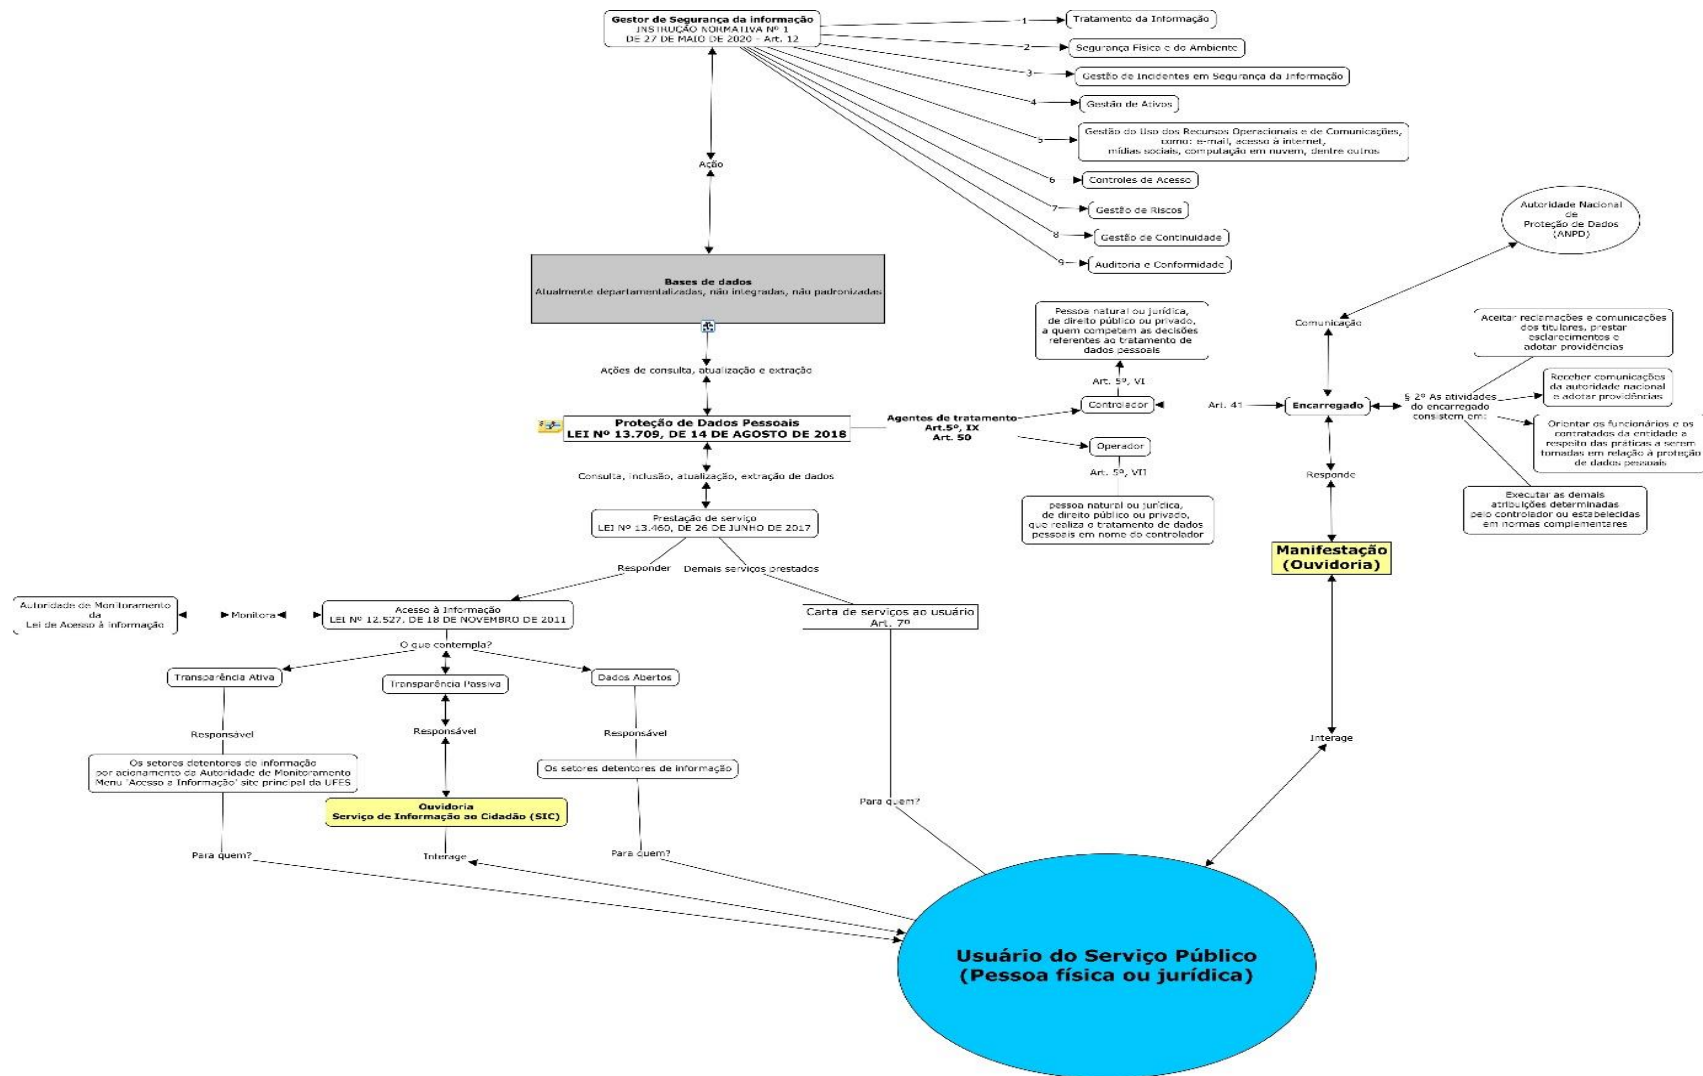 Gestor de Segurança da informação
INSTRUÇÃO NORMATIVA Nº 1
DE 27 DE MAIO DE 2020 - Art. 12
1
Tratamento da Informação
2
Segurança Física e do Ambiente
3
Gestão de Incidentes em Segurança da Informação
4
Gestão de Ativos
5
Gestão do Uso dos Recursos Operacionais e de Comunicações,
como: e-mail, acesso à internet,
mídias sociais, computação em nuvem, dentre outros
6
Controles de Acesso
7
Gestão de Riscos
8
Gestão de Continuidade
9
Auditoria e Conformidade
Ação
Bases de dados
Atualmente departamentalizadas, não integradas, não padronizadas
Ações de consulta, atualização e extração
Proteção de Dados Pessoais
LEI Nº 13.709, DE 14 DE AGOSTO DE 2018
Agentes de tratamento
Art.5º, IX
Art. 50
Pessoa natural ou jurídica,
de direito público ou privado,
a quem competem as decisões
referentes ao tratamento de
dados pessoais
Art. 5º, VI
Controlador
Operador
Art. 5º, VII
pessoa natural ou jurídica,
de direito público ou privado,
que realiza o tratamento de dados
pessoais em nome do controlador
Autoridade Nacional
de
Proteção de Dados
(ANPD)
Comunicação
Art. 41
Encarregado
§ 2º As atividades
do encarregado
consistem em:
Aceitar reclamações e comunicações
dos titulares, prestar
esclarecimentos e
adotar providências
Receber comunicações
da autoridade nacional
e adotar providências
Orientar os funcionários e os
contratados da entidade a
respeito das práticas a serem
tomadas em relação à proteção
de dados pessoais
Executar as demais
atribuições determinadas
pelo controlador ou estabelecidas
em normas complementares
Responde
Manifestação
(Ouvidoria)
Interage
Consulta, inclusão, atualização, extração de dados
Prestação de serviço
LEI Nº 13.460, DE 26 DE JUNHO DE 2017
Responder
Demais serviços prestados
Autoridade de Monitoramento
da
Lei de Acesso à Informação
Monitora
Acesso à Informação
LEI Nº 12.527, DE 18 DE NOVEMBRO DE 2011
Carta de serviços ao usuário
Art. 7º
O que contempla?
Transparência Ativa
Transparência Passiva
Dados Abertos
Responsável
Responsável
Responsável
Os setores detentores de informação
por acionamento da Autoridade de Monitoramento
Menu 'Acesso a Informação' site principal da UFES
Os setores detentores de informação
Ouvidoria
Serviço de Informação ao Cidadão (SIC)
Para quem?
Para quem?
Interage
Para quem?
Usuário do Serviço Público
(Pessoa física ou jurídica)